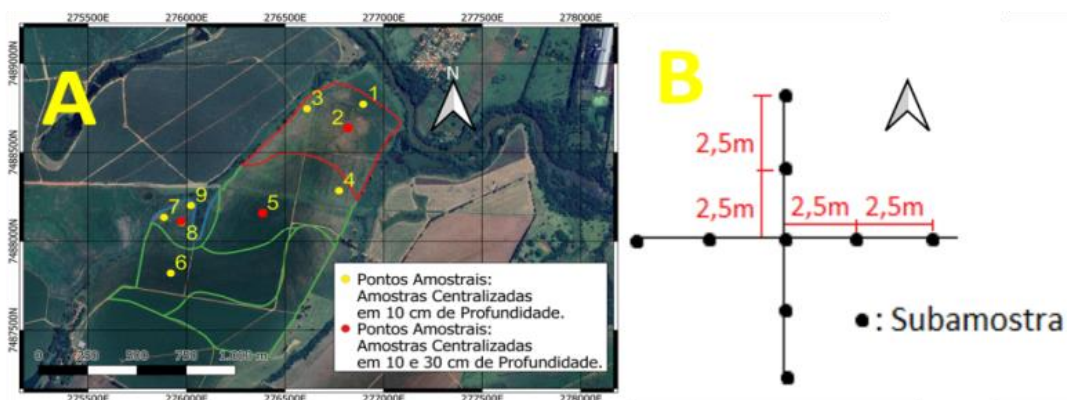 275500E 276000E 276500E 277000E 277500E 278000E
A
N
7489000N
7488500N
7488000N
7487500N
3
1
2
4
5
7
9
8
6
Pontos Amostrais:
Amostras Centralizadas
em 10 cm de Profundidade.
Pontos Amostrais:
Amostras Centralizadas
em 10 e 30 cm de Profundidade.
0 250 500 750 1.000 m
275500E 276000E 276500E 277000E 277500E 278000E
B
2,5m
2,5m
2,5m 2,5m
: Subamostra